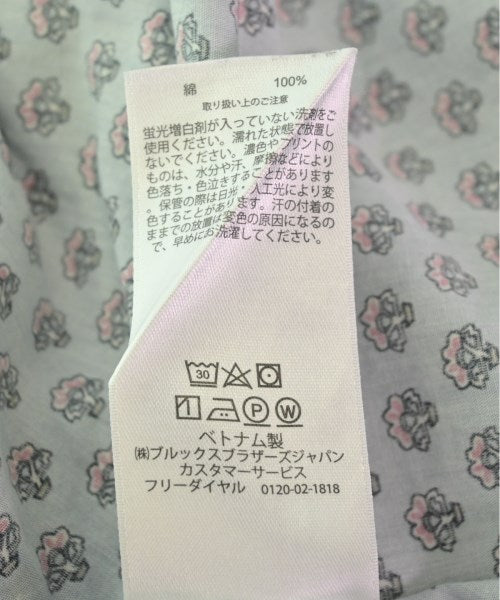 綿 100%
取り扱い上のご注意
蛍光増白剤が入っていない洗剤をご
使用ください。濡れた状態で放置し
ないでください。濃色やプリントの
ものは、水分や汗、摩擦などにより
色落ち・色泣きすることがあります
。保管の際は日光・人工光により変
色することがあります。汗の付着の
ままでの放置は変色の原因になるの
で、早めにお洗濯してください。
30
P W
ベトナム製
(株)ブルックスブラザーズジャパン
カスタマーサービス
フリーダイヤル 0120-02-1818